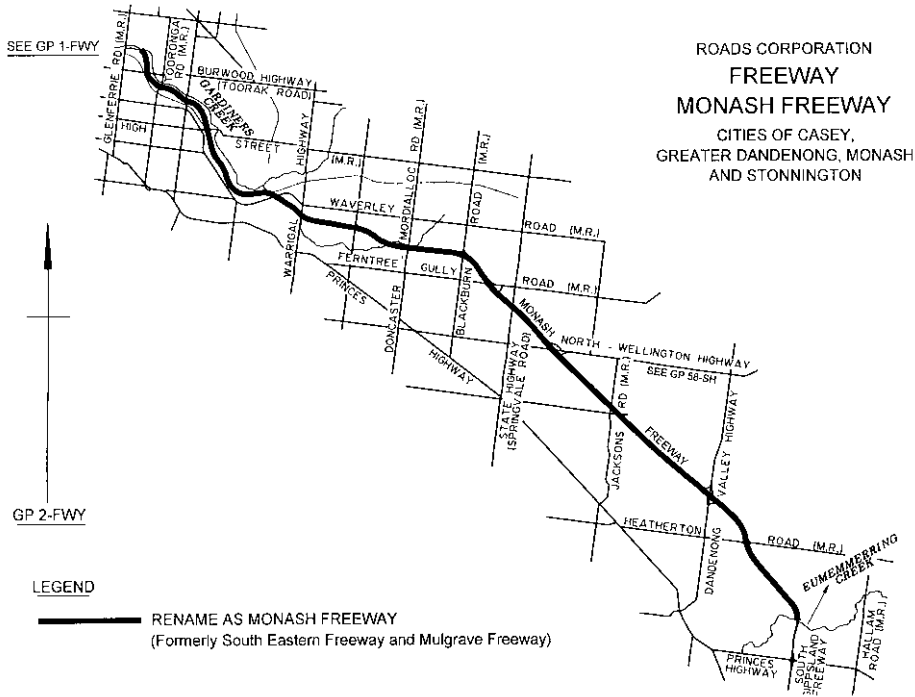 SEE GP 1-FWY
ROADS CORPORATION
FREEWAY
MONASH FREEWAY
CITIES OF CASEY,
GREATER DANDENONG, MONASH
AND STONNINGTON
GLENFERRIE RD (M.R.)
TOORONGA
RD (M.R.)
BURWOOD HIGHWAY
(TOORAK ROAD)
GARDINERS
CREEK
HIGH STREET (M.R.)
WARRIGAL HIGHWAY
DONCASTER MORDIALLOC RD (M.R.)
BLACKBURN ROAD (M.R.)
WAVERLEY ROAD (M.R.)
FERNTREE GULLY ROAD (M.R.)
PRINCES HIGHWAY
MONASH FREEWAY
NORTH - WELLINGTON HIGHWAY
SEE GP 58-SH
STATE HIGHWAY
(SPRINGVALE ROAD)
JACKSONS RD (M.R.)
DANDENONG VALLEY HIGHWAY
HEATHERTON ROAD (M.R.)
EUMEMMERRING
CREEK
PRINCES
HIGHWAY
SOUTH
GIPPSLAND
FREEWAY
HALLAM
ROAD (M.R.)
GP 2-FWY
LEGEND
RENAME AS MONASH FREEWAY
(Formerly South Eastern Freeway and Mulgrave Freeway)